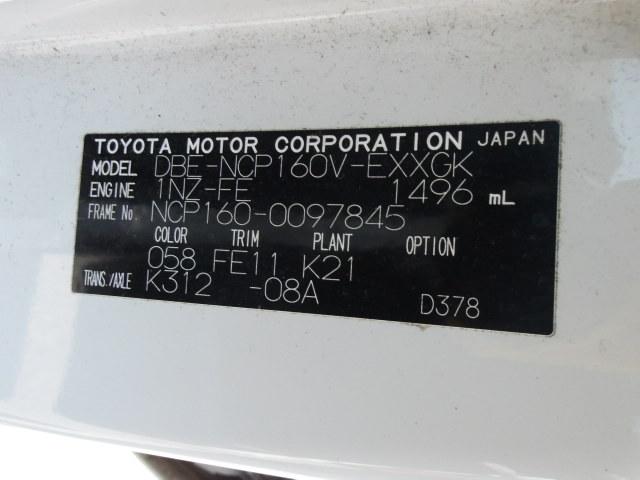 TOYOTA MOTOR CORPORATION JAPAN
MODEL DBE-NCP160V-EXXGK
ENGINE 1NZ-FE 1496 mL
FRAME No. NCP160-0097845
COLOR TRIM PLANT OPTION
058 FE11 K21
TRANS./AXLE K312 -08A
D378